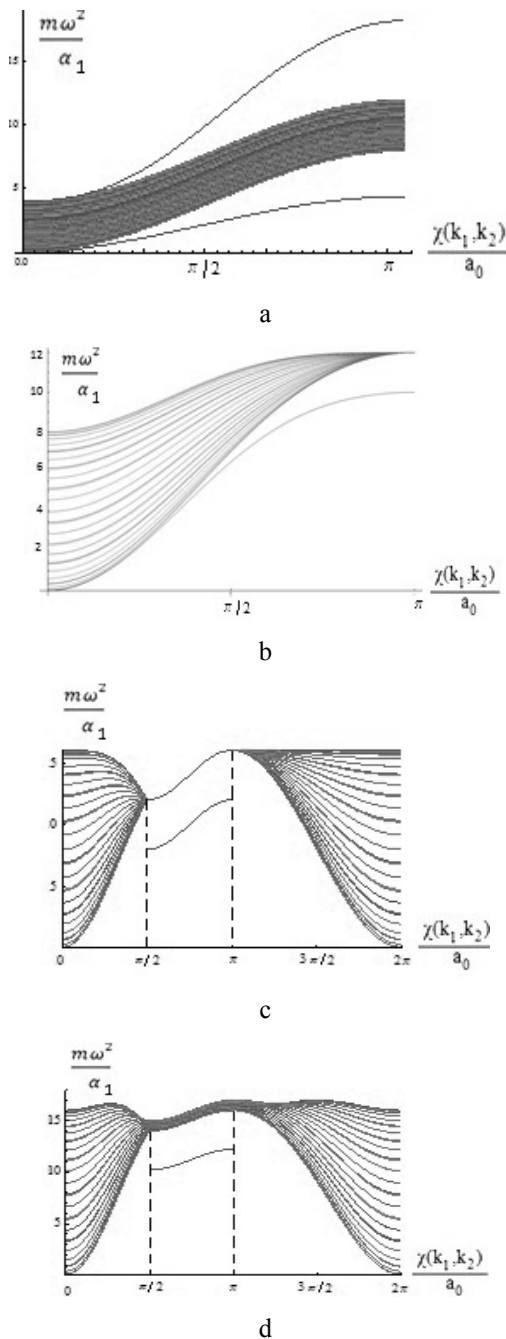 mω²
α₁
15
10
5
0.0
π/2
π
χ(k₁,k₂)
a₀
a
12
mω²
α₁
10
8
6
4
2
π/2
π
χ(k₁,k₂)
a₀
b
mω²
α₁
5
0
5
0
π/2
π
3π/2
2π
χ(k₁,k₂)
a₀
c
mω²
α₁
15
10
5
0
π/2
π
3π/2
2π
χ(k₁,k₂)
a₀
d